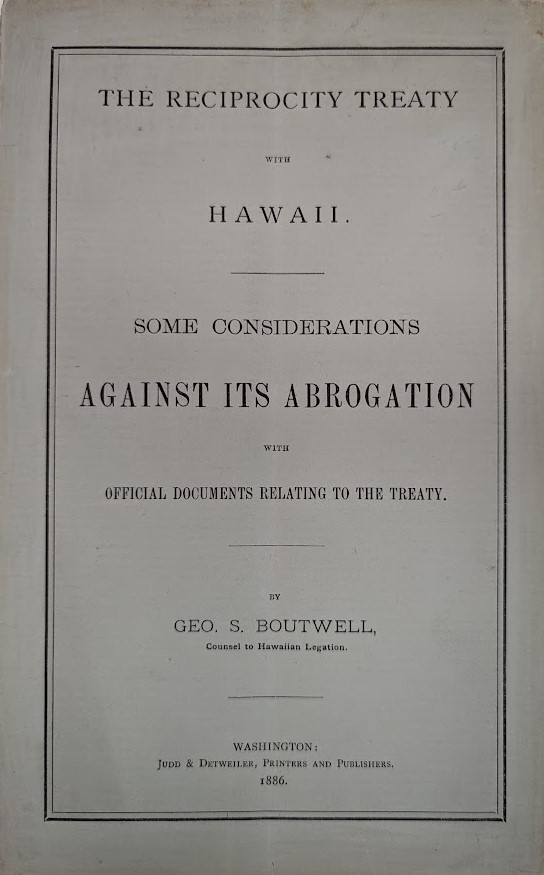 THE RECIPROCITY TREATY
WITH
HAWAII.
SOME CONSIDERATIONS
AGAINST ITS ABROGATION
WITH
OFFICIAL DOCUMENTS RELATING TO THE TREATY.
BY
GEO. S. BOUTWELL,
Counsel to Hawaiian Legation.
WASHINGTON:
JUDD & DETWEILER, PRINTERS AND PUBLISHERS.
1886.